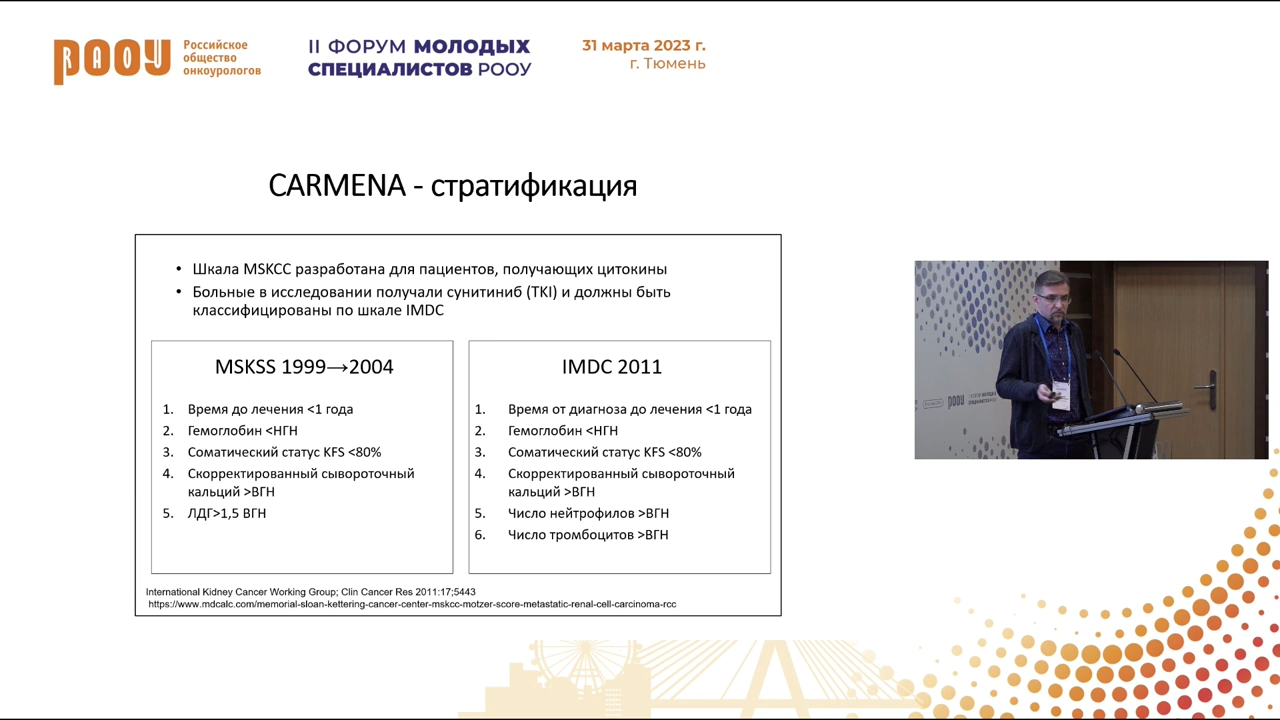 РООУ
RAOU
Российское
общество
онкоурологов
II ФОРУМ МОЛОДЫХ
СПЕЦИАЛИСТОВ РООУ
31 марта 2023 г.
г. Тюмень
CARMENA - стратификация
• Шкала MSKCC разработана для пациентов, получающих цитокины
• Больные в исследовании получали сунитиниб (TKI) и должны быть
классифицированы по шкале IMDC
MSKSS 1999→2004
1. Время до лечения <1 года
2. Гемоглобин <НГН
3. Соматический статус KFS <80%
4. Скорректированный сывороточный
кальций >ВГН
5. ЛДГ>1,5 ВГН
IMDC 2011
1. Время от диагноза до лечения <1 года
2. Гемоглобин <НГН
3. Соматический статус KFS <80%
4. Скорректированный сывороточный
кальций >ВГН
5. Число нейтрофилов >ВГН
6. Число тромбоцитов >ВГН
International Kidney Cancer Working Group; Clin Cancer Res 2011:17;5443
https://www.mdcalc.com/memorial-sloan-kettering-cancer-center-mskcc-motzer-score-metastatic-renal-cell-carcinoma-rcc
РООУ